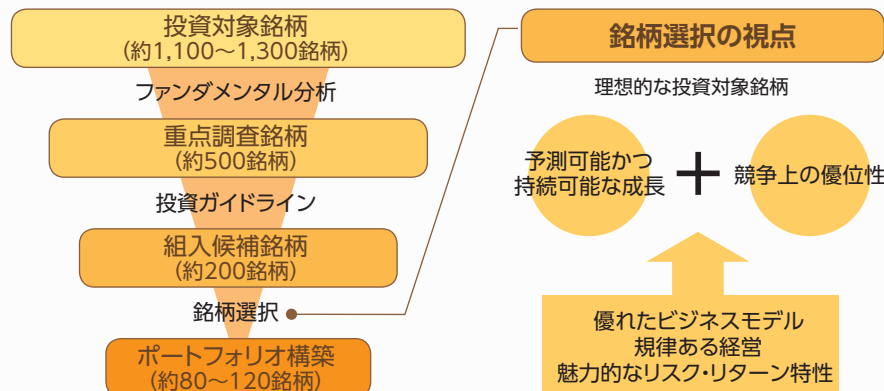 投資対象銘柄
(約1,100～1,300銘柄)
ファンダメンタル分析
重点調査銘柄
(約500銘柄)
投資ガイドライン
組入候補銘柄
(約200銘柄)
銘柄選択
ポートフォリオ構築
(約80～120銘柄)
銘柄選択の視点
理想的な投資対象銘柄
予測可能かつ
持続可能な成長
+
競争上の優位性
優れたビジネスモデル
規律ある経営
魅力的なリスク・リターン特性